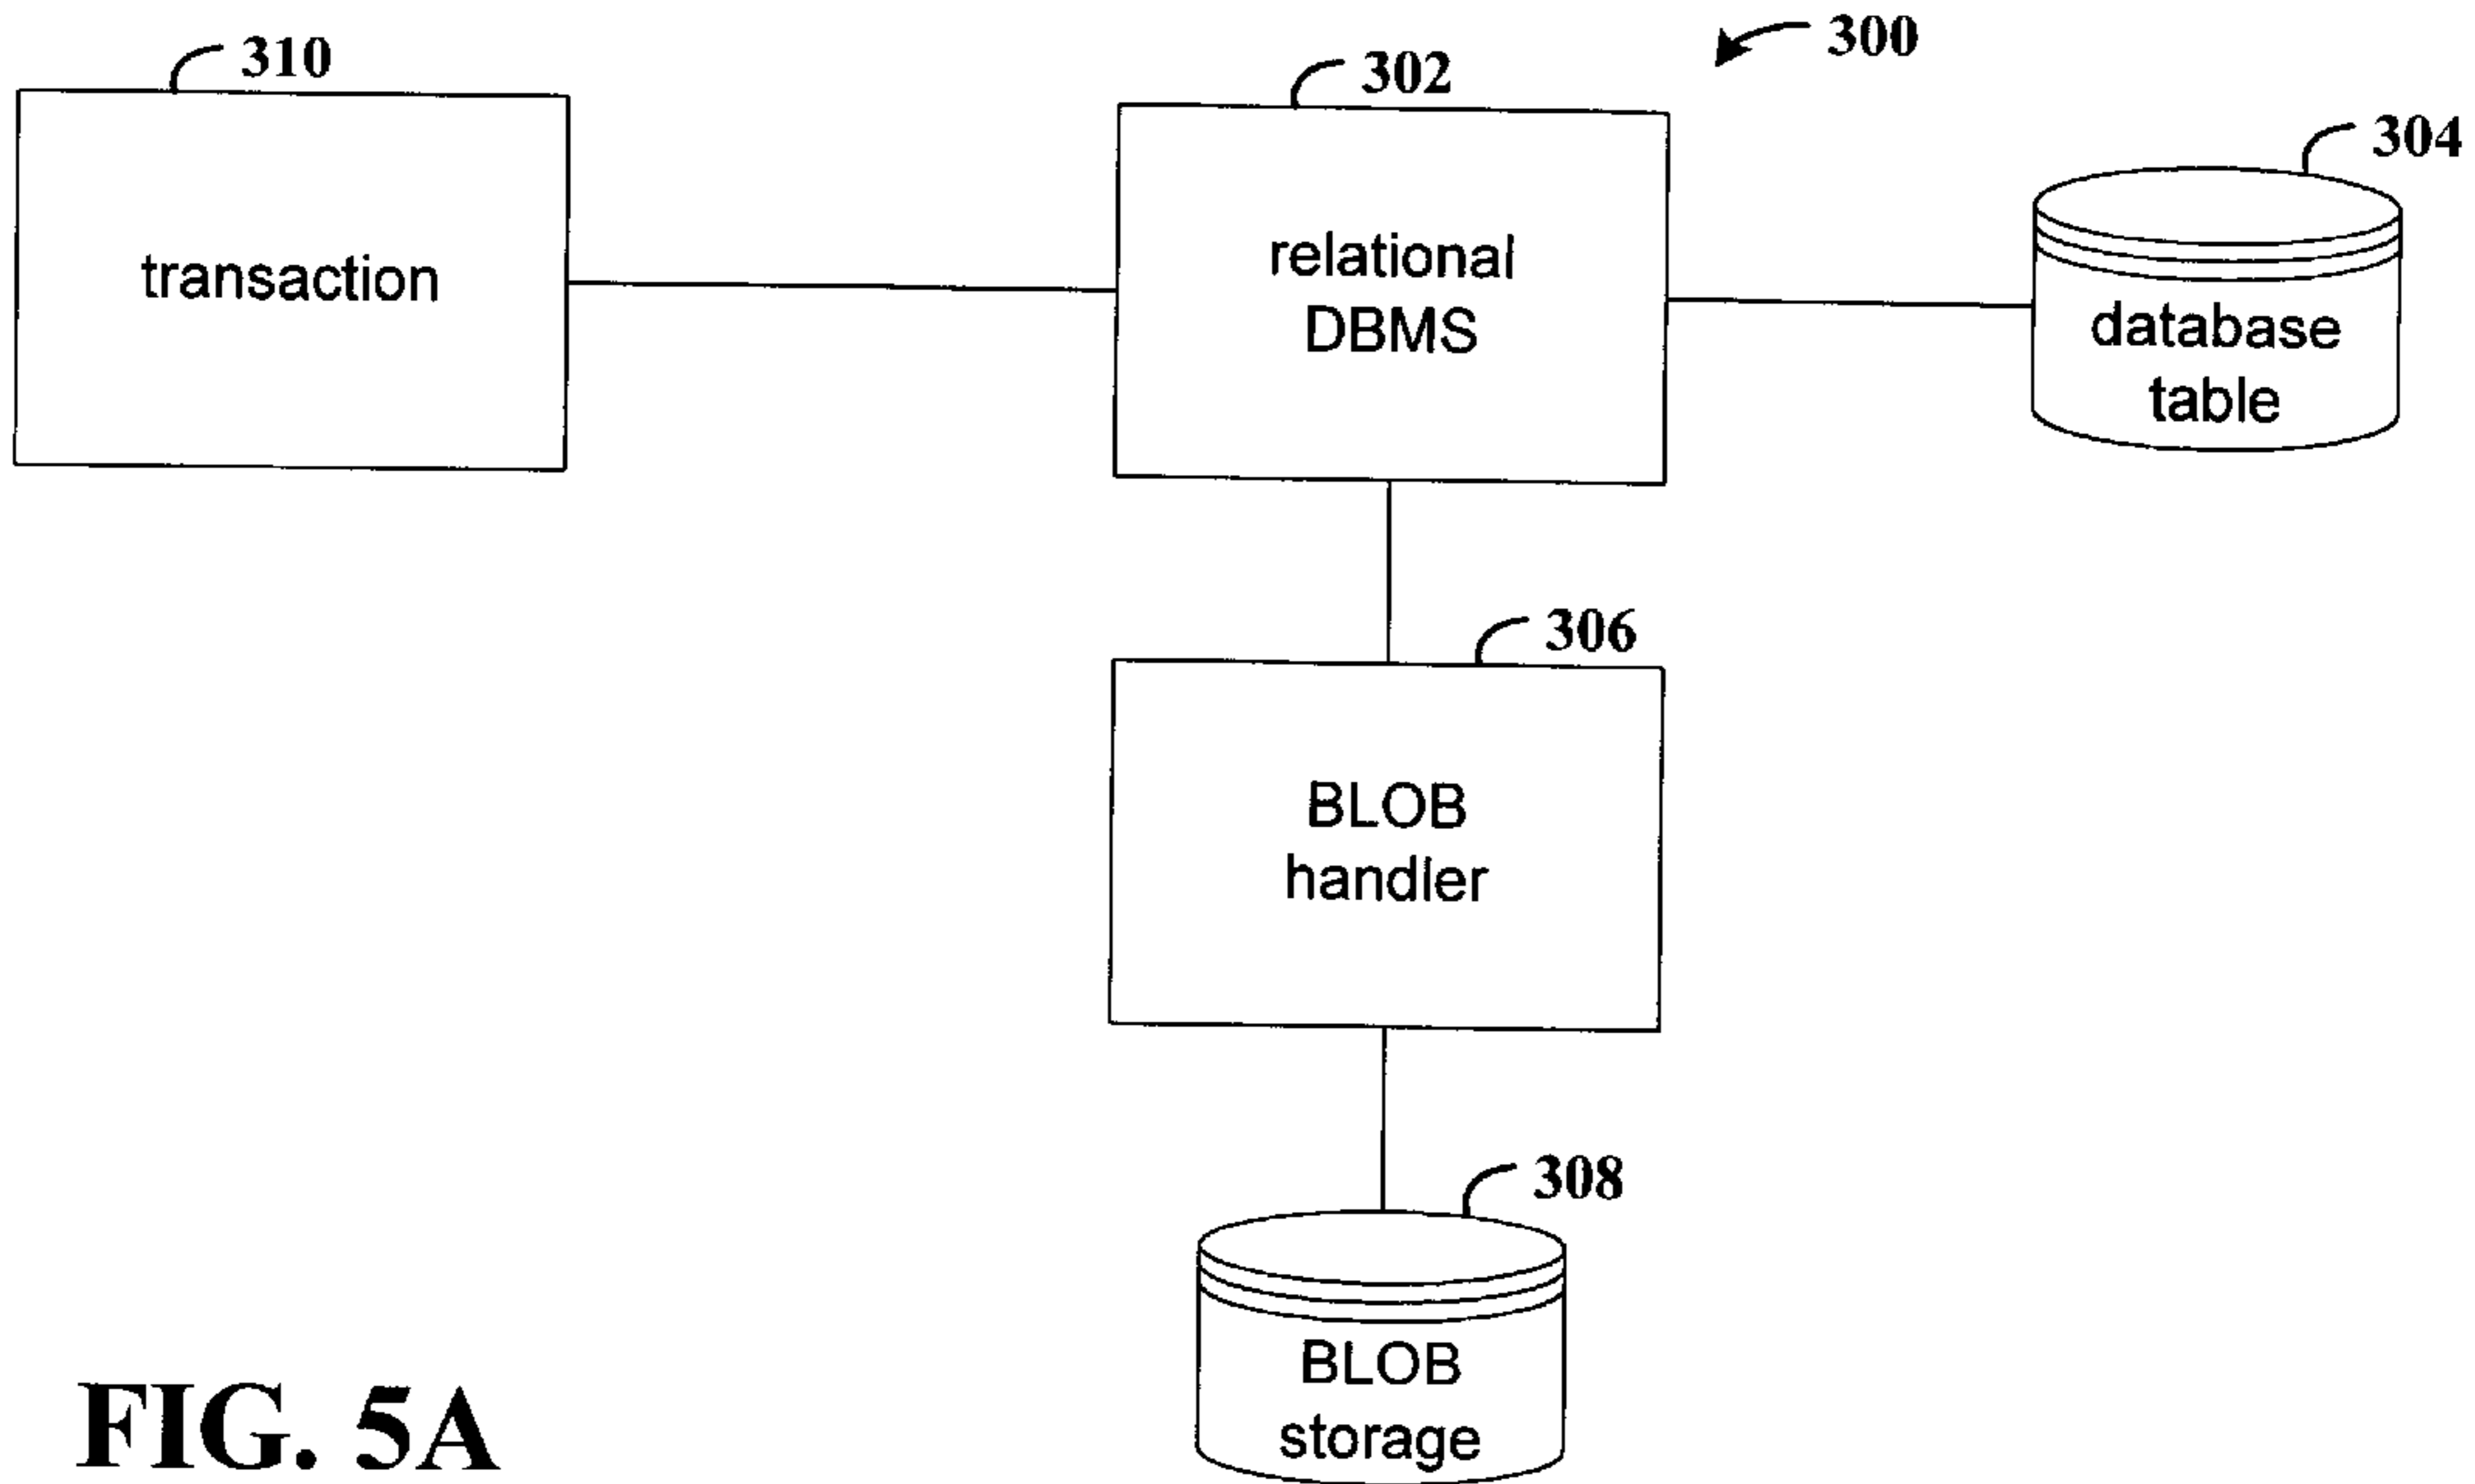 300
310
transaction
302
relational
DBMS
304
database
table
306
BLOB
handler
308
BLOB
storage
FIG. 5A